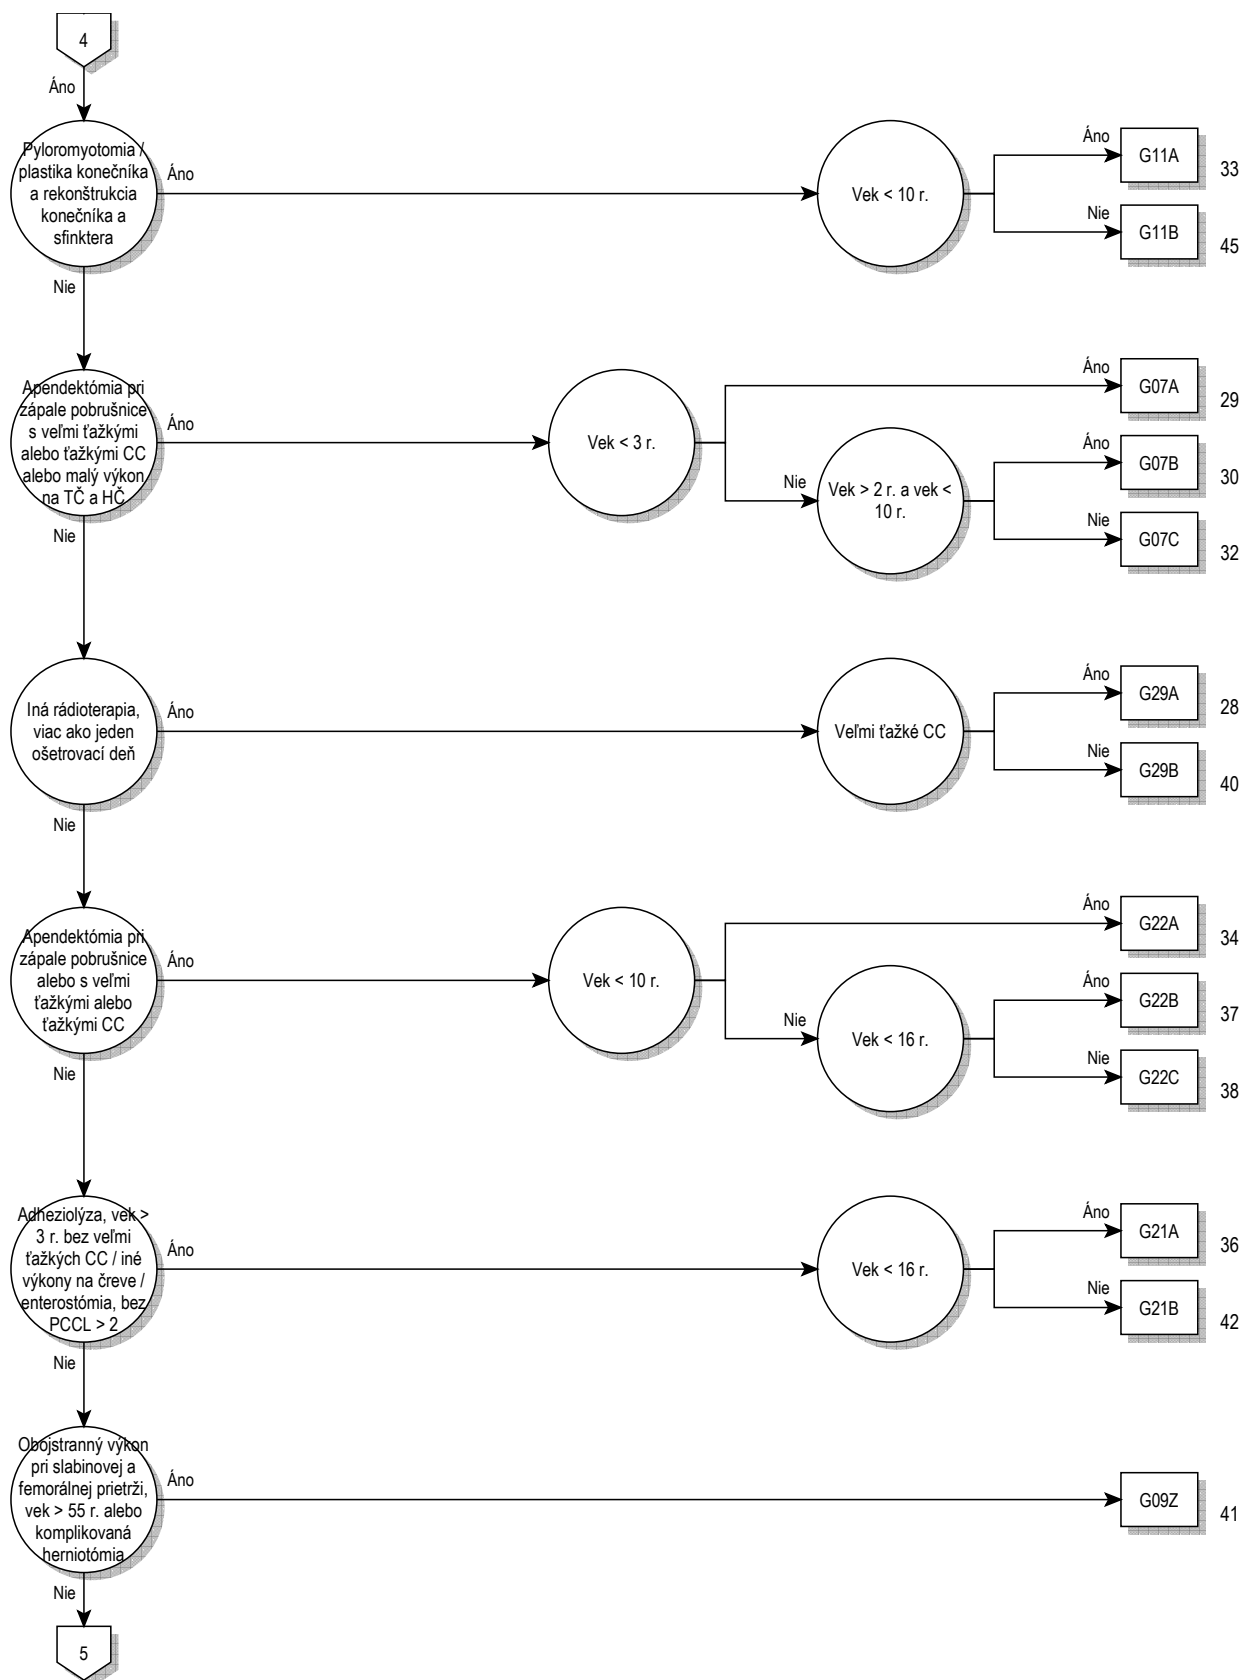 4
Áno
Pyloromyotomia /
plastika konečníka
a rekonštrukcia
konečníka a
sfinktera
Áno
Vek < 10 r.
Áno
G11A
33
Nie
G11B
45
Nie
Apendektómia pri
zápale pobrušnice
s veľmi ťažkými
alebo ťažkými CC
alebo malý výkon
na TČ a HČ
Áno
Vek < 3 r.
Áno
G07A
29
Nie
Vek > 2 r. a vek <
10 r.
Áno
G07B
30
Nie
G07C
32
Nie
Iná rádioterapia,
viac ako jeden
ošetrovací deň
Áno
Veľmi ťažké CC
Áno
G29A
28
Nie
G29B
40
Nie
Apendektómia pri
zápale pobrušnice
alebo s veľmi
ťažkými alebo
ťažkými CC
Áno
Vek < 10 r.
Áno
G22A
34
Nie
Vek < 16 r.
Áno
G22B
37
Nie
G22C
38
Nie
Adheziolýza, vek >
3 r. bez veľmi
ťažkých CC / iné
výkony na čreve /
enterostómia, bez
PCCL > 2
Áno
Vek < 16 r.
Áno
G21A
36
Nie
G21B
42
Nie
Obojstranný výkon
pri slabinovej a
femorálnej prietrži,
vek > 55 r. alebo
komplikovaná
herniotómia
Áno
G09Z
41
Nie
5